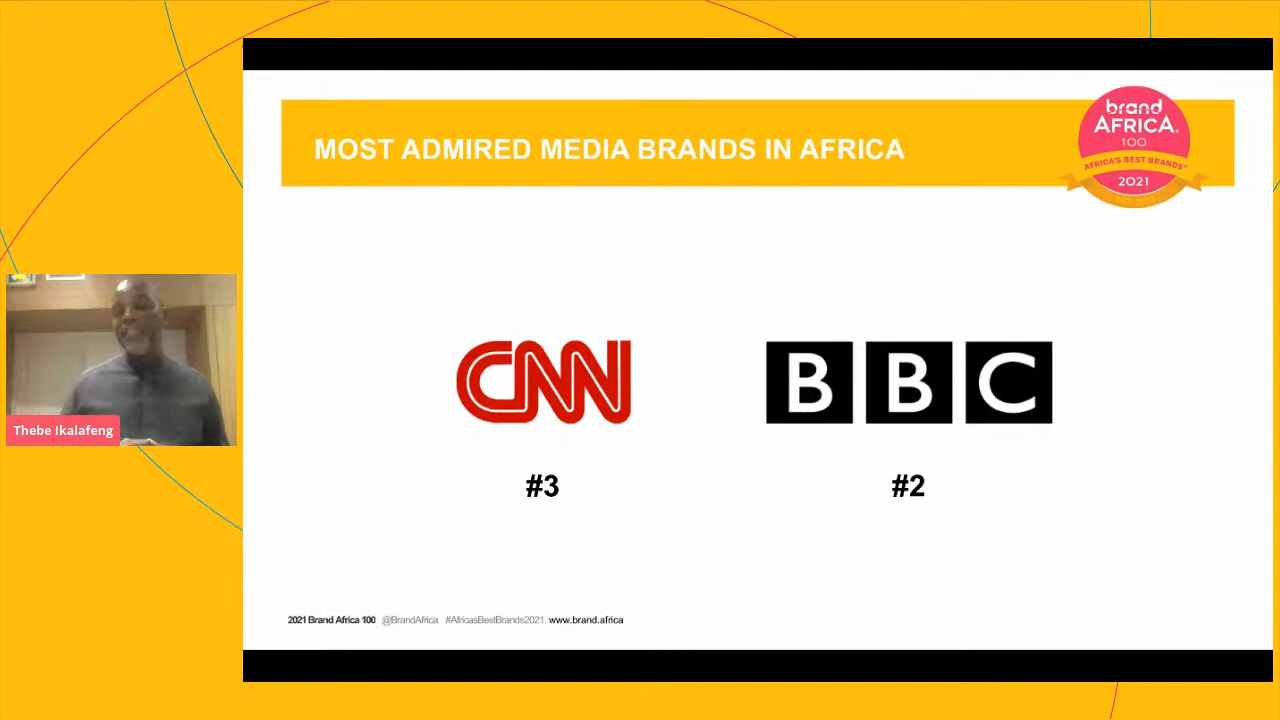 MOST ADMIRED MEDIA BRANDS IN AFRICA
brand
AFRICA®
100
AFRICA'S BEST BRANDS™
2021
Thebe Ikalafeng
CNN
BBC
#3
#2
2021 Brand Africa 100 @BrandAfrica #AfricasBestBrands2021. www.brand.africa